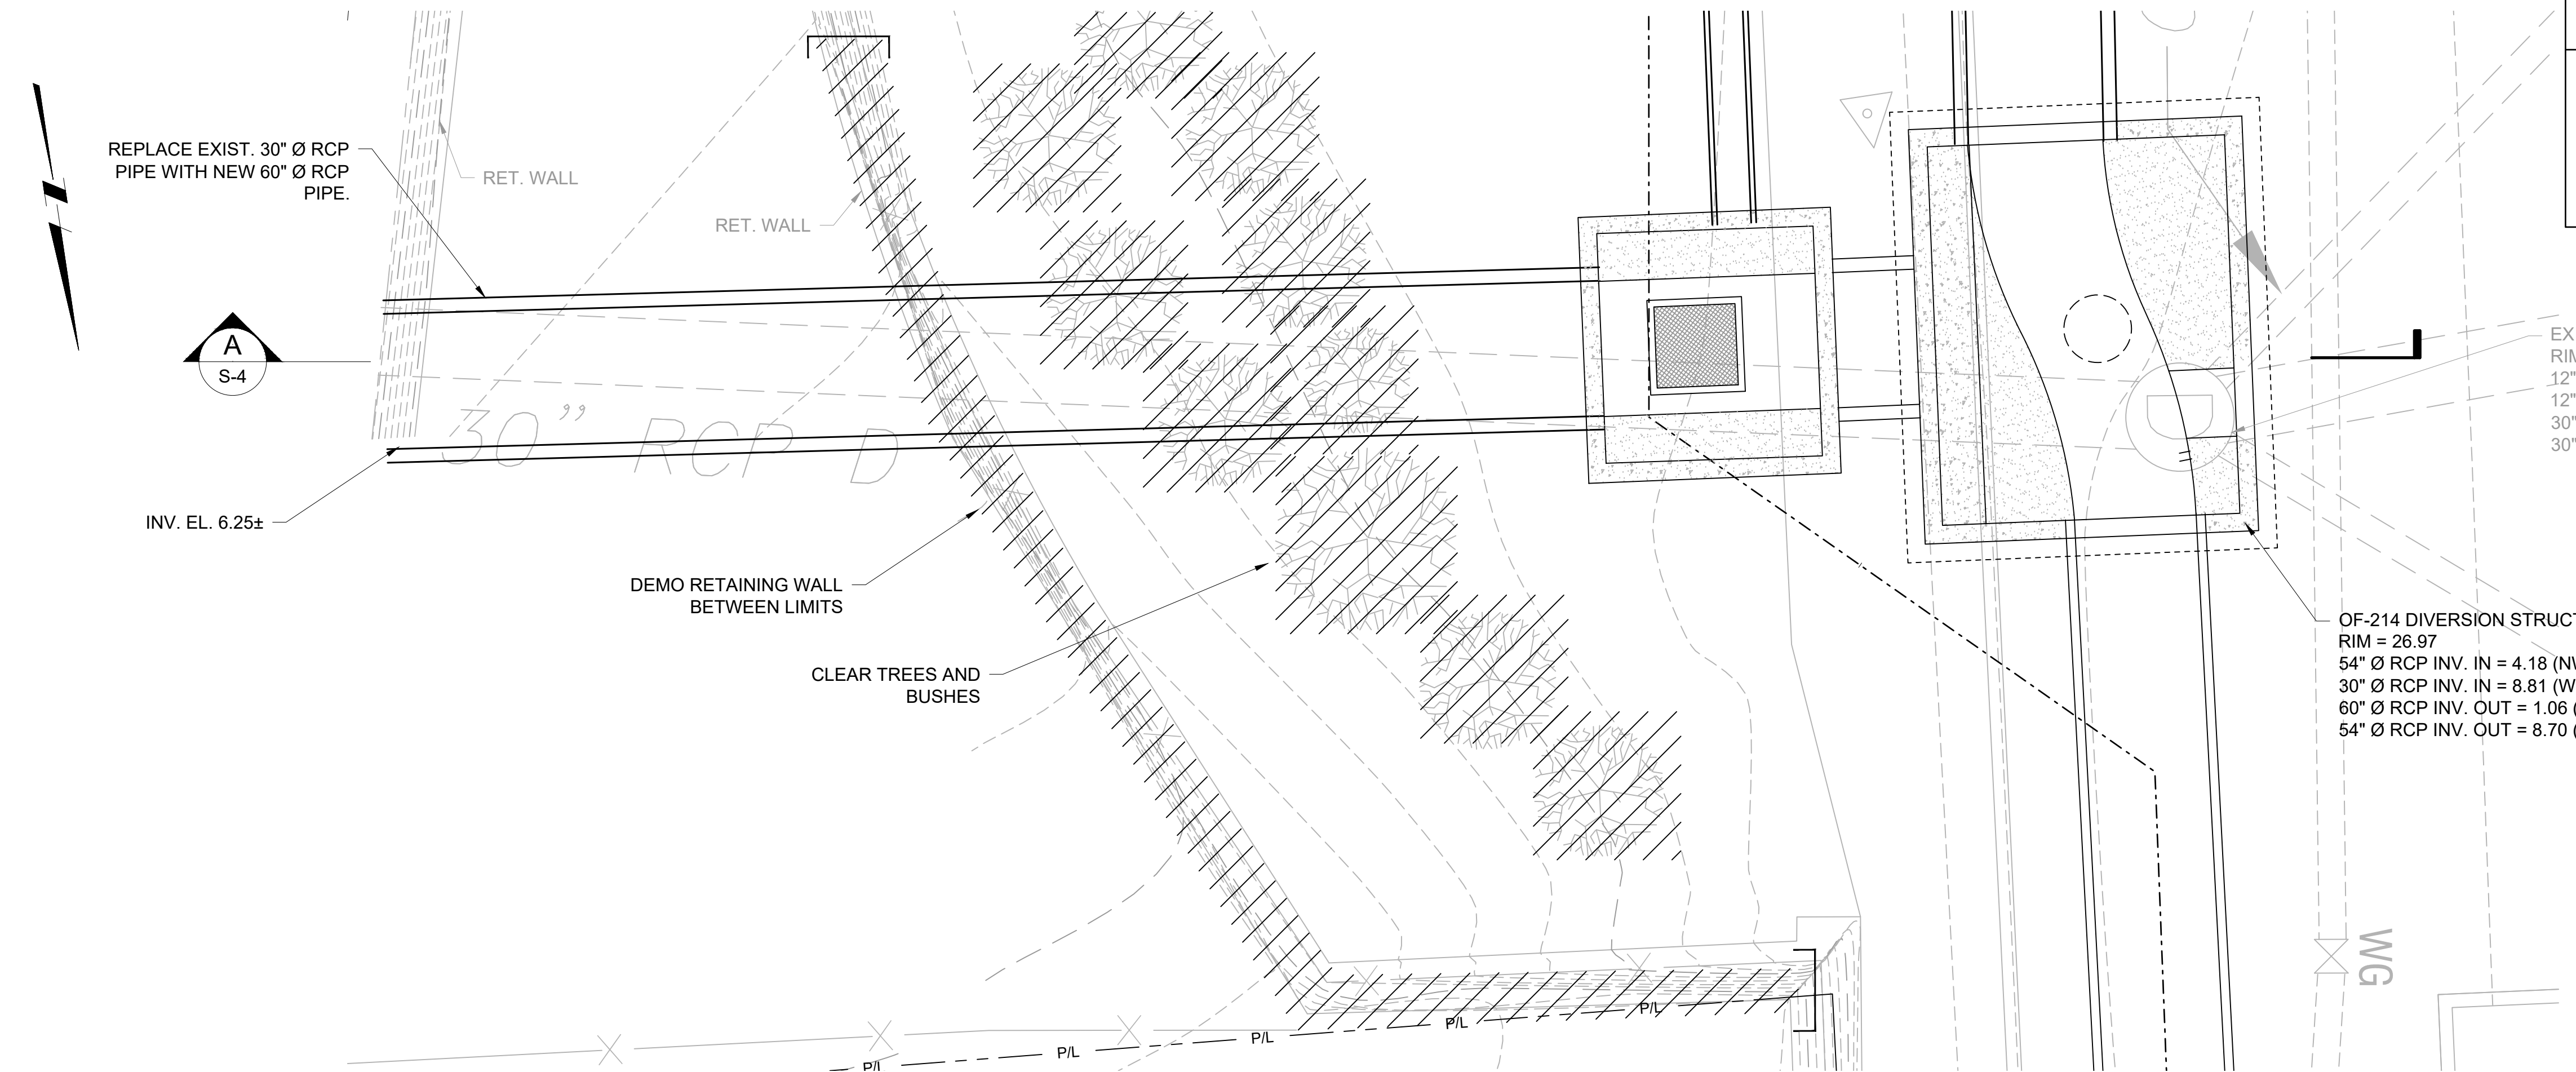 REPLACE EXIST. 30" Ø RCP
PIPE WITH NEW 60" Ø RCP
PIPE.
RET. WALL
RET. WALL
A
S-4
30" RCP D
INV. EL. 6.25±
DEMO RETAINING WALL
BETWEEN LIMITS
CLEAR TREES AND
BUSHES
EX
RIM
12"
12"
30"
30"
D
OF-214 DIVERSION STRUCT
RIM = 26.97
54" Ø RCP INV. IN = 4.18 (NW
30" Ø RCP INV. IN = 8.81 (W
60" Ø RCP INV. OUT = 1.06 (
54" Ø RCP INV. OUT = 8.70 (
WG
P/L
P/L
P/L
P/L
P/L